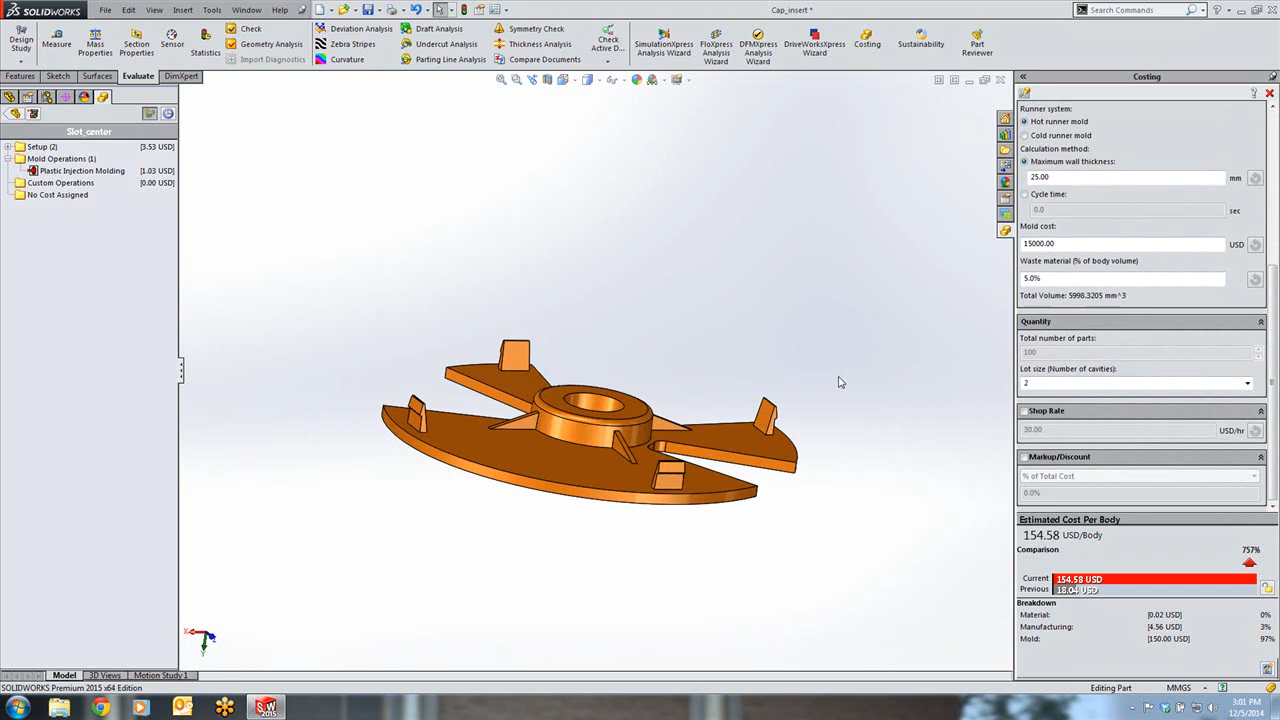 SOLIDWORKS File Edit View Insert Tools Window Help Cap_insert * Search Commands
Design Study
Measure
Mass Properties
Section Properties
Sensor
Statistics
Check
Geometry Analysis
Import Diagnostics
Deviation Analysis
Zebra Stripes
Curvature
Draft Analysis
Undercut Analysis
Parting Line Analysis
Symmetry Check
Thickness Analysis
Compare Documents
Check Active D...
SimulationXpress Analysis Wizard
FloXpress Analysis Wizard
DFMXpress Analysis Wizard
DriveWorksXpress Wizard
Costing
Sustainability
Part Reviewer
Features Sketch Surfaces Evaluate DimXpert
Slot_center
Setup (2) [3.53 USD]
Mold Operations (1)
Plastic Injection Molding [1.03 USD]
Custom Operations [0.00 USD]
No Cost Assigned
Costing
Runner system:
Hot runner mold
Cold runner mold
Calculation method:
Maximum wall thickness:
25.00 mm
Cycle time:
0.0 sec
Mold cost:
15000.00 USD
Waste material (% of body volume)
5.0%
Total Volume: 5998.3205 mm^3
Quantity
Total number of parts:
100
Lot size (Number of cavities):
2
Shop Rate
30.00 USD/hr
Markup/Discount
% of Total Cost
0.0%
Estimated Cost Per Body
154.58 USD/Body
Comparison 757%
Current 154.58 USD
Previous 18.04 USD
Breakdown
Material: [0.02 USD] 0%
Manufacturing: [4.56 USD] 3%
Mold: [150.00 USD] 97%
X
Y
Z
Model 3D Views Motion Study 1
SOLIDWORKS Premium 2015 x64 Edition Editing Part MMGS
SW 2015
3:01 PM
12/5/2014